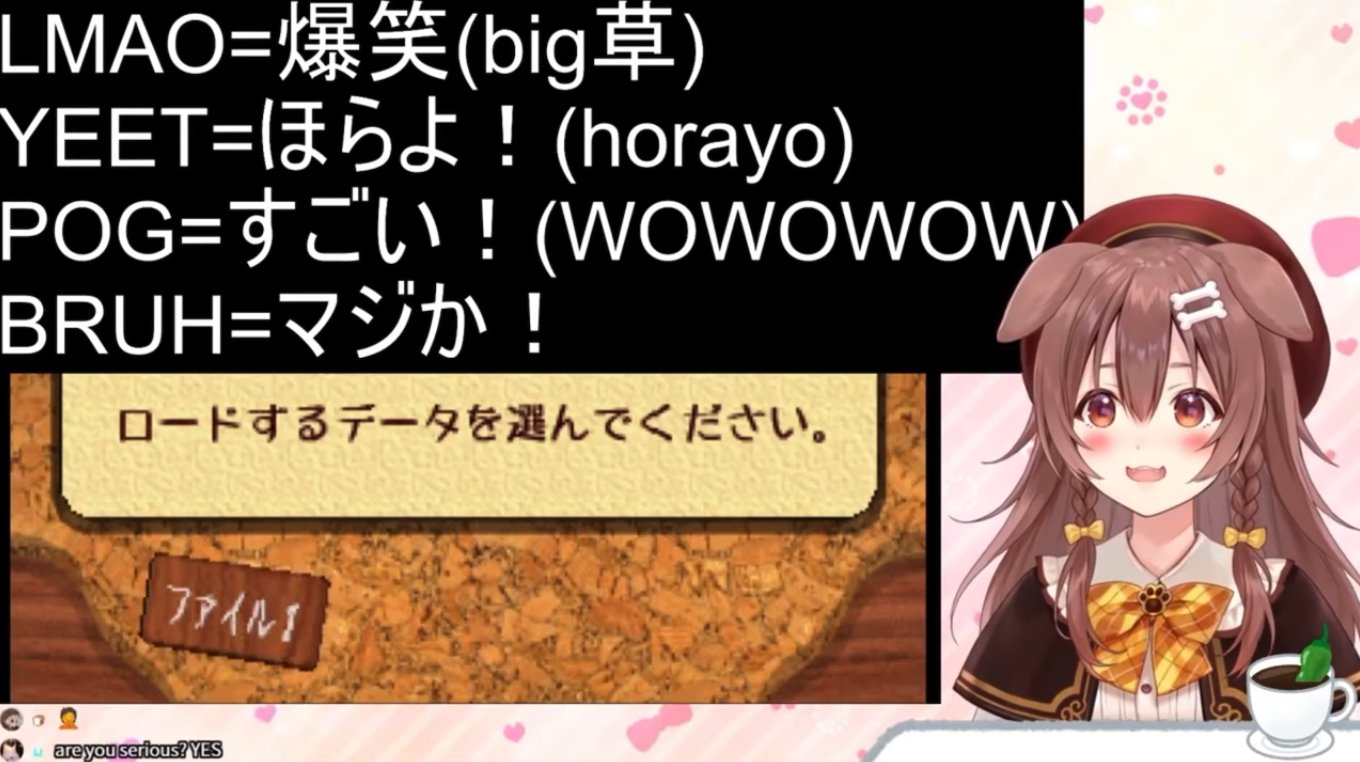 LMAO=爆笑(big草)
YEET=ほらよ！(horayo)
POG=すごい！(WOWOWOW)
BRUH=マジか！
ロードするデータを選んでください。
ファイル1
are you serious? YES